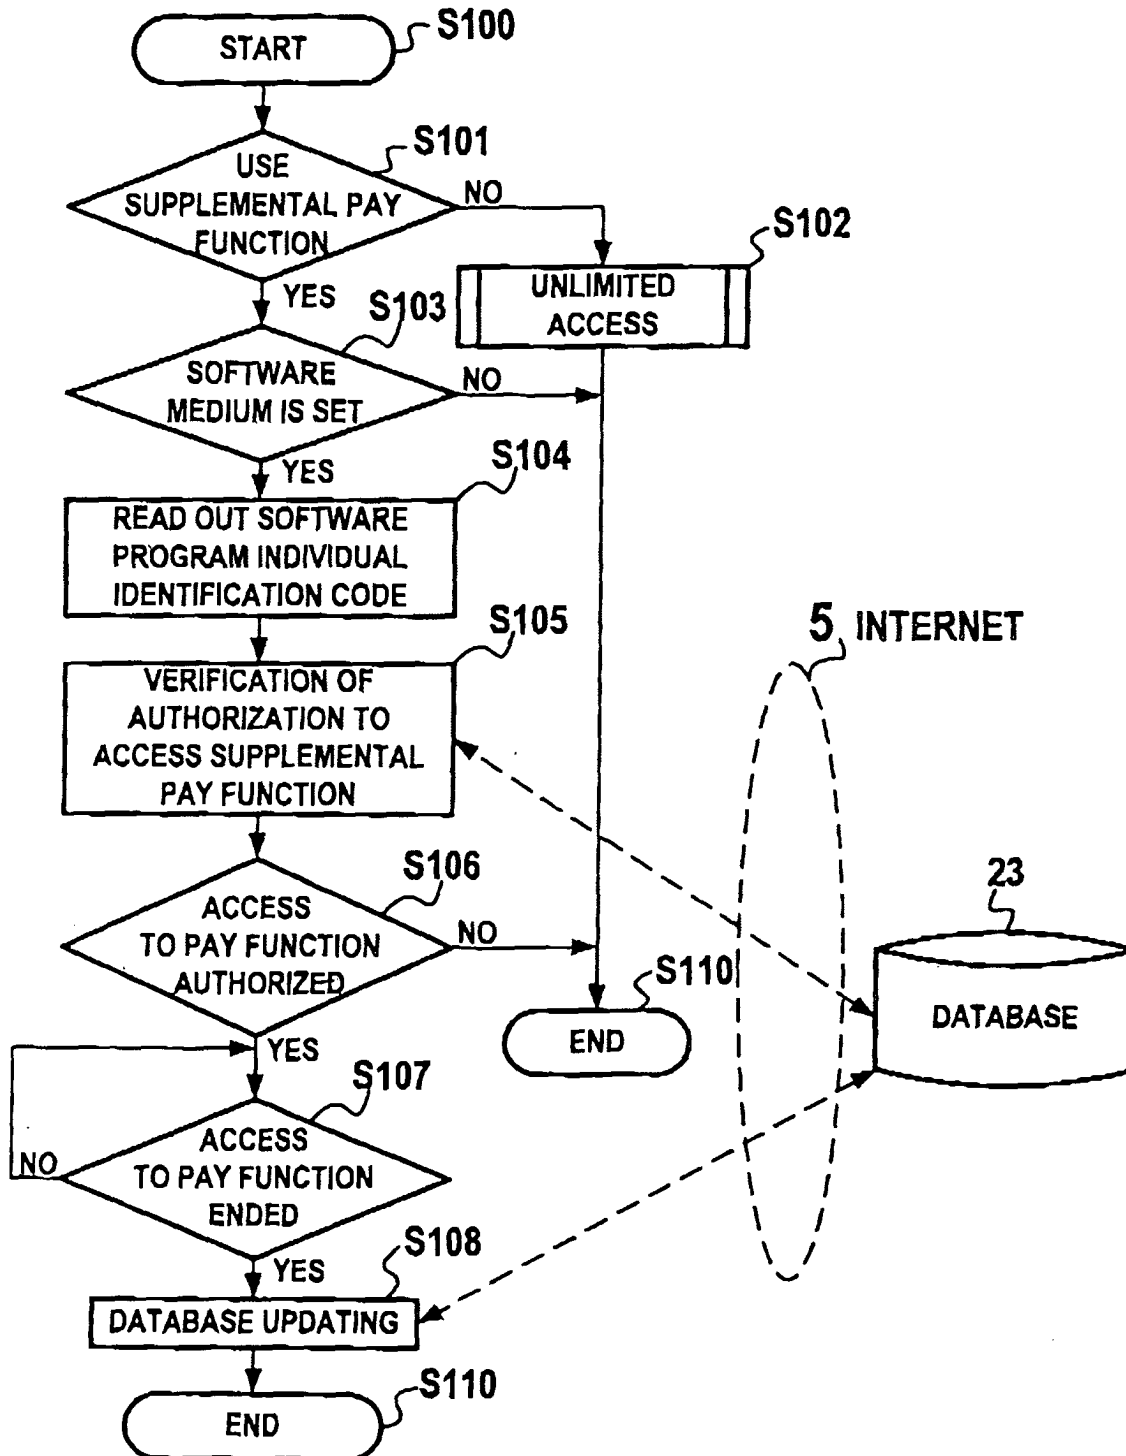 S100
START
S101
USE
SUPPLEMENTAL PAY
FUNCTION
NO
YES
S102
UNLIMITED
ACCESS
S103
SOFTWARE
MEDIUM IS SET
NO
YES
S104
READ OUT SOFTWARE
PROGRAM INDIVIDUAL
IDENTIFICATION CODE
S105
VERIFICATION OF
AUTHORIZATION TO
ACCESS SUPPLEMENTAL
PAY FUNCTION
5 INTERNET
S106
ACCESS
TO PAY FUNCTION
AUTHORIZED
NO
YES
23
DATABASE
S110
END
S107
ACCESS
TO PAY FUNCTION
ENDED
NO
YES
S108
DATABASE UPDATING
S110
END